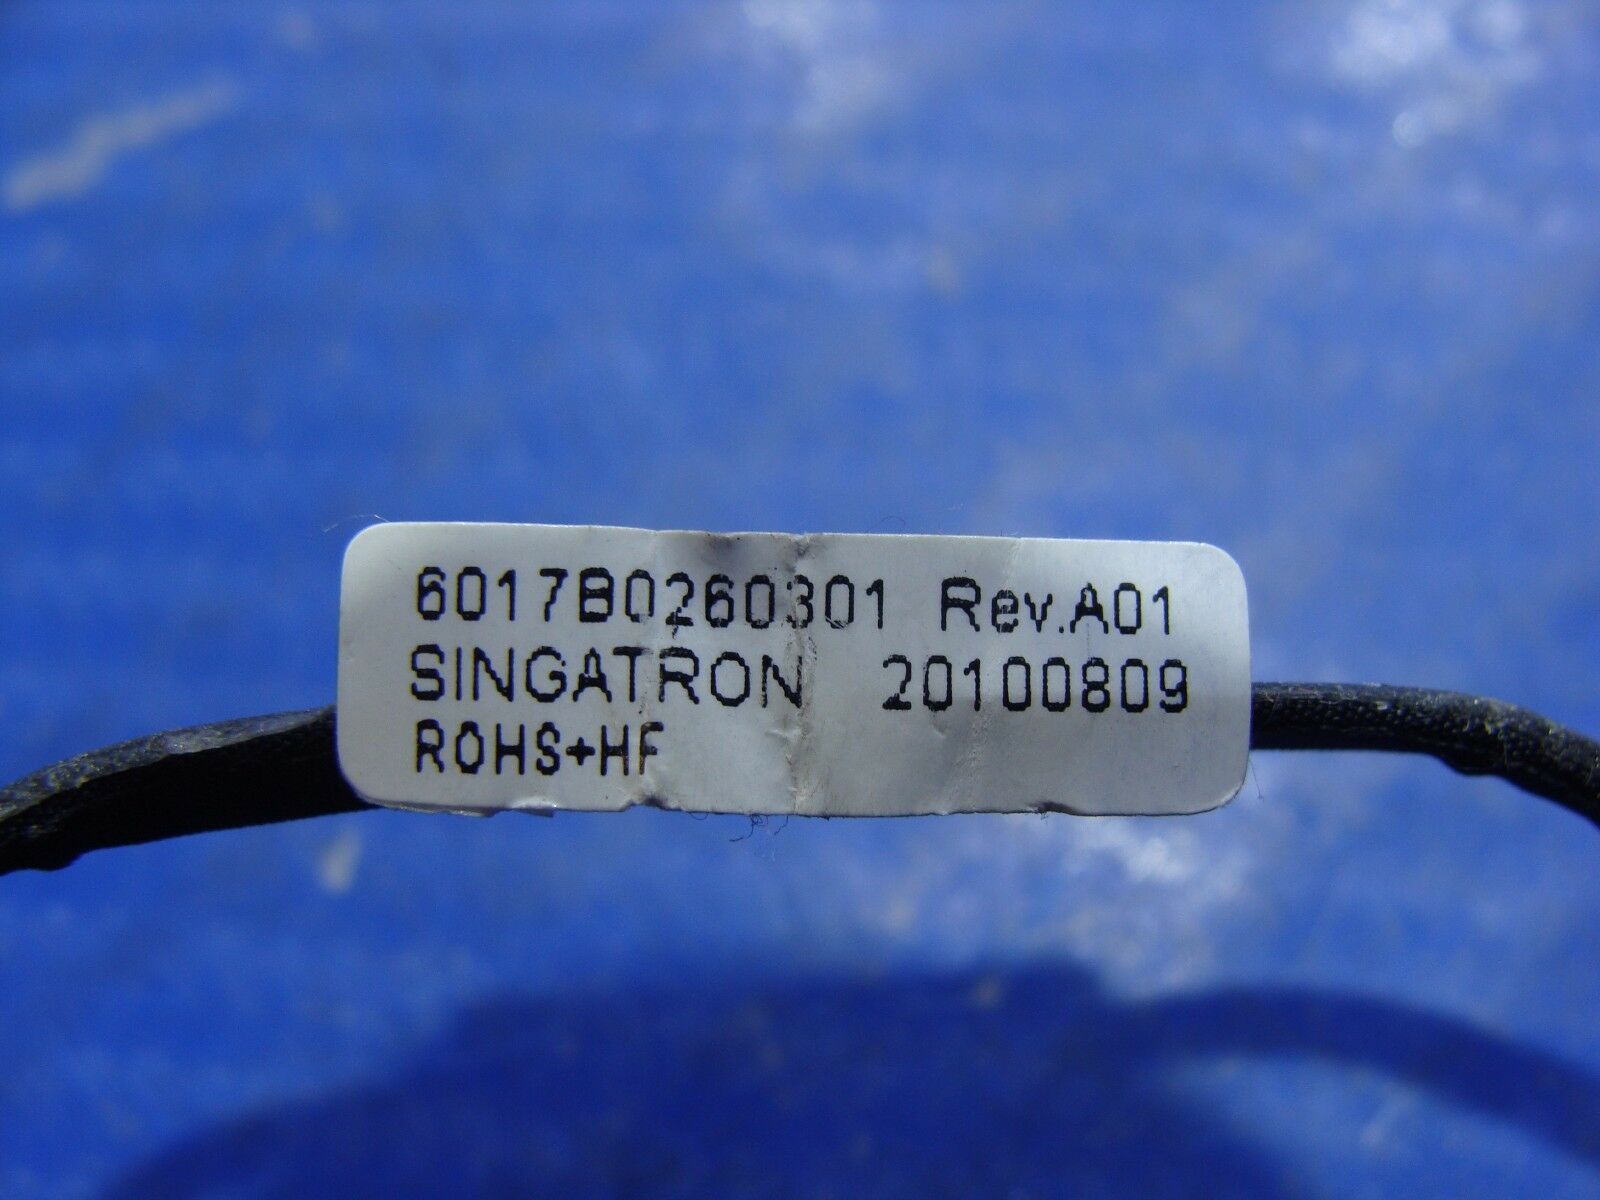 6017B0260301 Rev.A01
SINGATRON 20100809
ROHS+HF